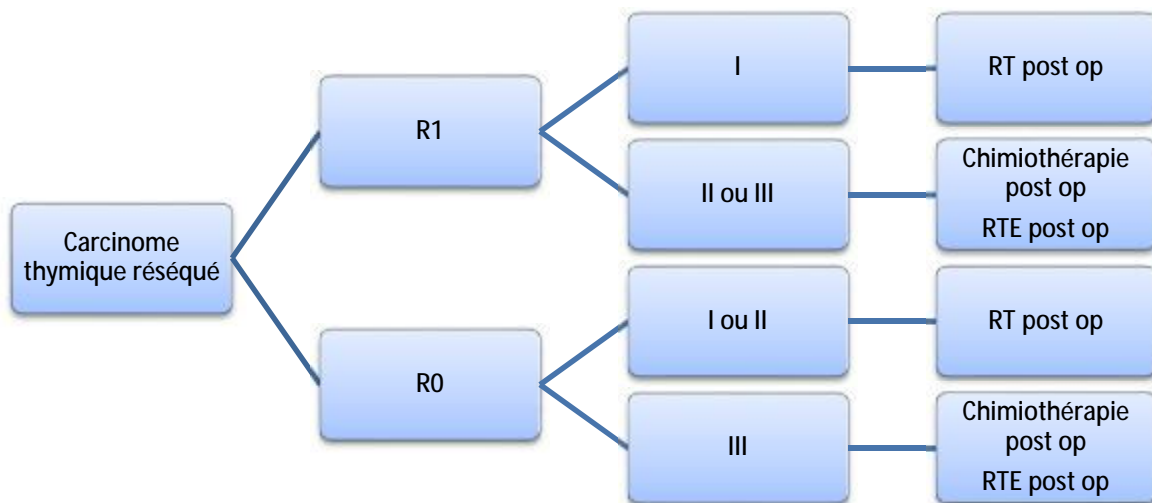 Carcinome
thymique réséqué
R1
I
RT post op
II ou III
Chimiothérapie
post op
RTE post op
R0
I ou II
RT post op
III
Chimiothérapie
post op
RTE post op